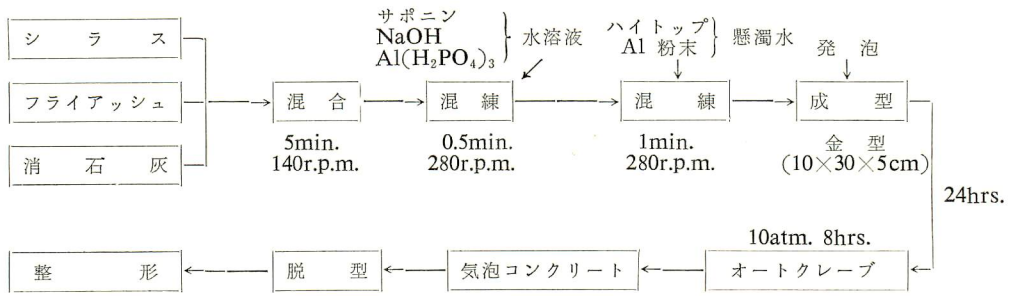 シラス
フライアッシュ
消石灰
混合
5min.
140r.p.m.
サポニン
NaOH
Al(H₂PO₄)₃
水溶液
混練
0.5min.
280r.p.m.
ハイトップ
Al 粉末
懸濁水
混練
1min.
280r.p.m.
発泡
成型
金型
(10×30×5cm)
24hrs.
10atm. 8hrs.
オートクレーブ
気泡コンクリート
脱型
整形